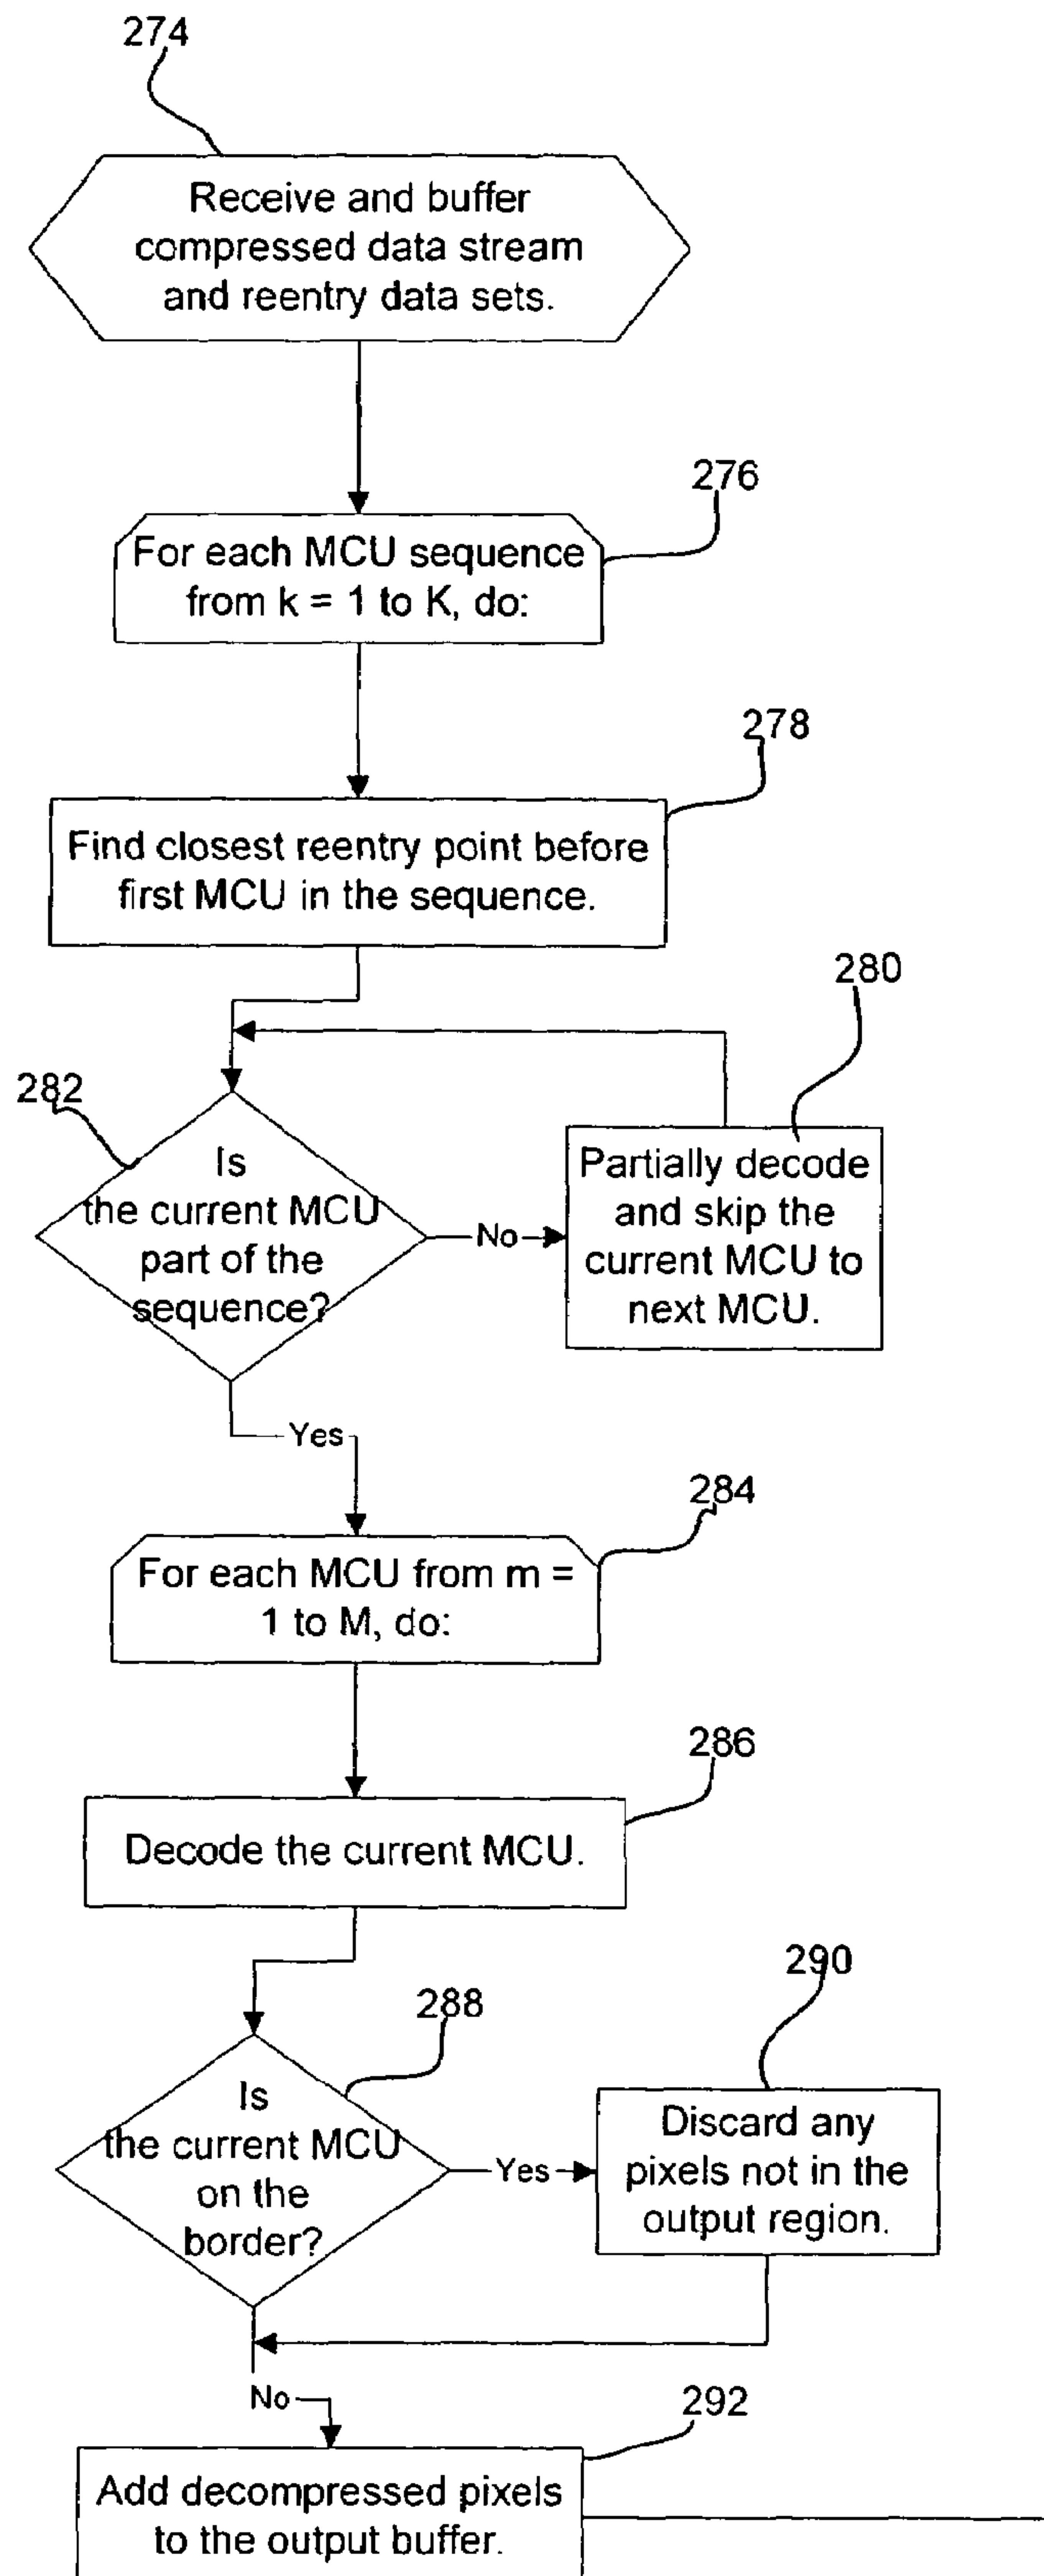 274
Receive and buffer
compressed data stream
and reentry data sets.
276
For each MCU sequence
from k = 1 to K, do:
278
Find closest reentry point before
first MCU in the sequence.
280
282
Is
the current MCU
part of the
sequence?
No
Partially decode
and skip the
current MCU to
next MCU.
Yes
284
For each MCU from m =
1 to M, do:
286
Decode the current MCU.
290
288
Is
the current MCU
on the
border?
Yes
Discard any
pixels not in the
output region.
No
292
Add decompressed pixels
to the output buffer.